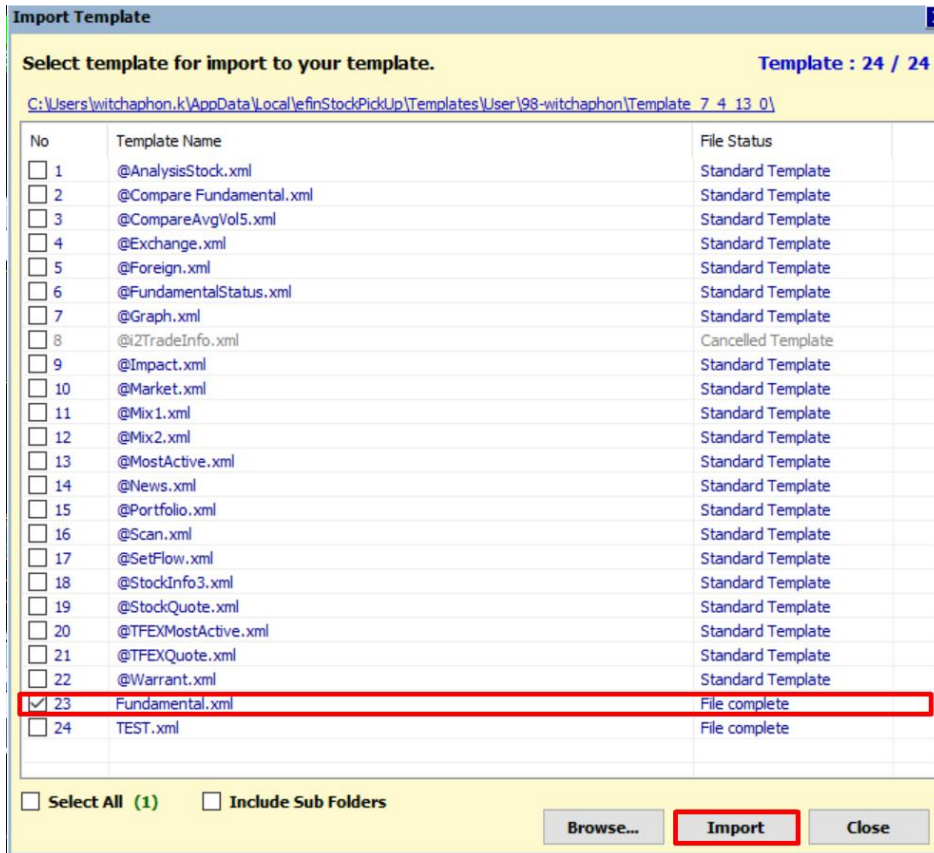 Import Template
Select template for import to your template. Template : 24 / 24
C:\Users\witchaphon.k\AppData\Local\efinStockPickUp\Templates\User\98-witchaphon\Template_7_4_13_0\
No Template Name File Status
1 @AnalysisStock.xml Standard Template
2 @Compare Fundamental.xml Standard Template
3 @CompareAvgVol5.xml Standard Template
4 @Exchange.xml Standard Template
5 @Foreign.xml Standard Template
6 @FundamentalStatus.xml Standard Template
7 @Graph.xml Standard Template
8 @i2TradeInfo.xml Cancelled Template
9 @Impact.xml Standard Template
10 @Market.xml Standard Template
11 @Mix1.xml Standard Template
12 @Mix2.xml Standard Template
13 @MostActive.xml Standard Template
14 @News.xml Standard Template
15 @Portfolio.xml Standard Template
16 @Scan.xml Standard Template
17 @SetFlow.xml Standard Template
18 @StockInfo3.xml Standard Template
19 @StockQuote.xml Standard Template
20 @TFEXMostActive.xml Standard Template
21 @TFEXQuote.xml Standard Template
22 @Warrant.xml Standard Template
23 Fundamental.xml File complete
24 TEST.xml File complete
Select All (1) Include Sub Folders
Browse... Import Close